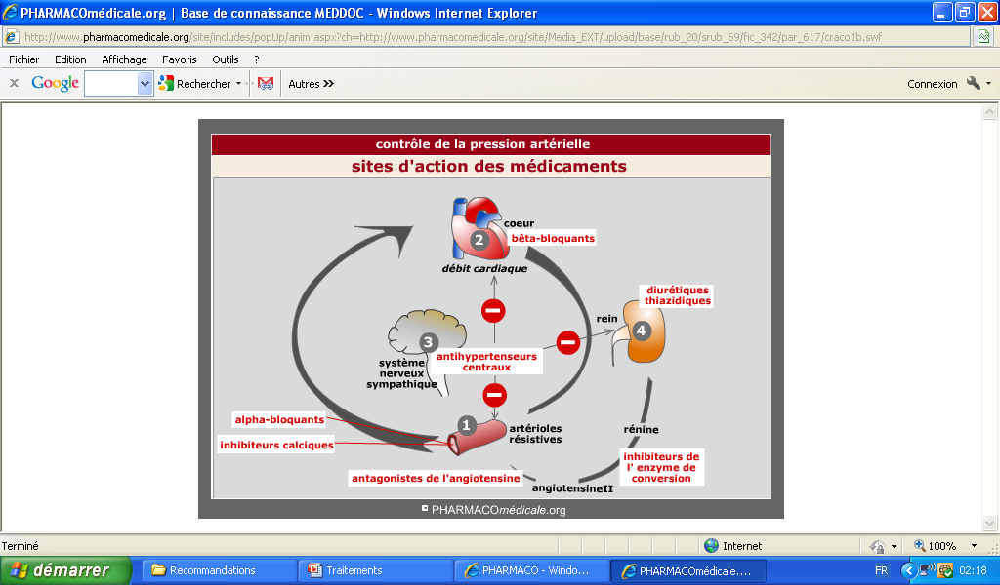 PHARMACOmédicale.org | Base de connaissance MEDDOC - Windows Internet Explorer
http://www.pharmacomedicale.org/site/includes/popUp/anim.aspx?ch=http://www.pharmacomedicale.org/site/Media_EXT/upload/base/rub_20/srub_69/fic_342/par_617/craco1b.swf
Fichier Edition Affichage Favoris Outils ?
x Google Rechercher Autres >> Connexion
contrôle de la pression artérielle
sites d'action des médicaments
coeur
2
bêta-bloquants
débit cardiaque
diurétiques
thiazidiques
rein
4
3
système
nerveux
sympathique
antihypertenseurs
centraux
alpha-bloquants
inhibiteurs calciques
1
artérioles
résistives
rénine
inhibiteurs de
l' enzyme de
conversion
antagonistes de l'angiotensine
angiotensineII
PHARMACOmédicale.org
Terminé Internet 100%
démarrer Recommandations Traitements PHARMACO - Windo... PHARMACOmédicale.... FR 02:18